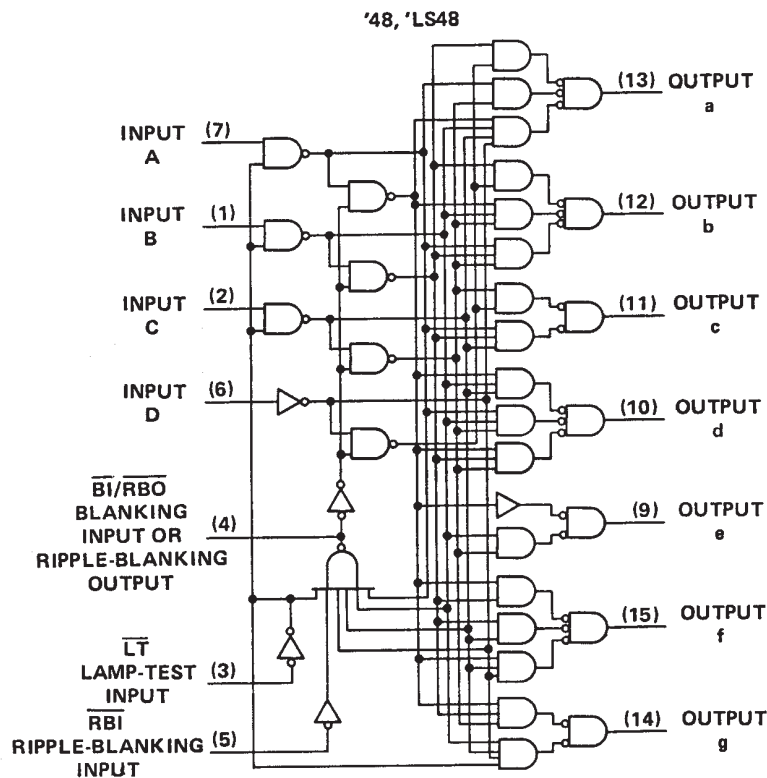 '48, 'LS48
INPUT
A
(7)
INPUT
B
(1)
INPUT
C
(2)
INPUT
D
(6)
BI/RBO
BLANKING
INPUT OR
RIPPLE-BLANKING
OUTPUT
(4)
LT
LAMP-TEST
INPUT
(3)
RBI
RIPPLE-BLANKING
INPUT
(5)
(13)
OUTPUT
a
(12)
OUTPUT
b
(11)
OUTPUT
c
(10)
OUTPUT
d
(9)
OUTPUT
e
(15)
OUTPUT
f
(14)
OUTPUT
g